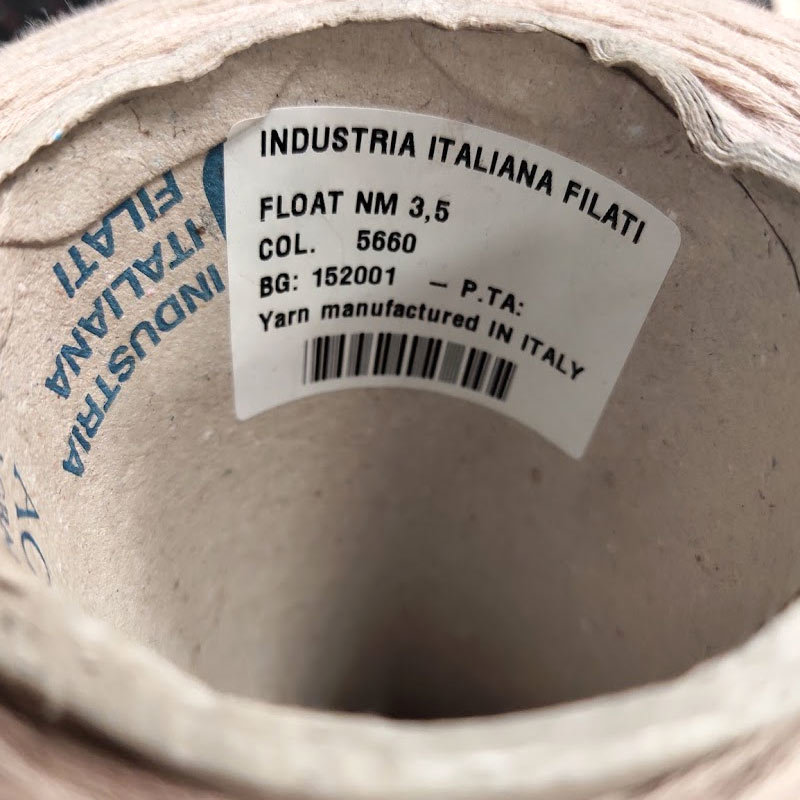 INDUSTRIA ITALIANA FILATI
FLOAT NM 3,5
COL. 5660
BG: 152001 – P.TA:
Yarn manufactured IN ITALY
INDUSTRIA
ITALIANA
FILATI